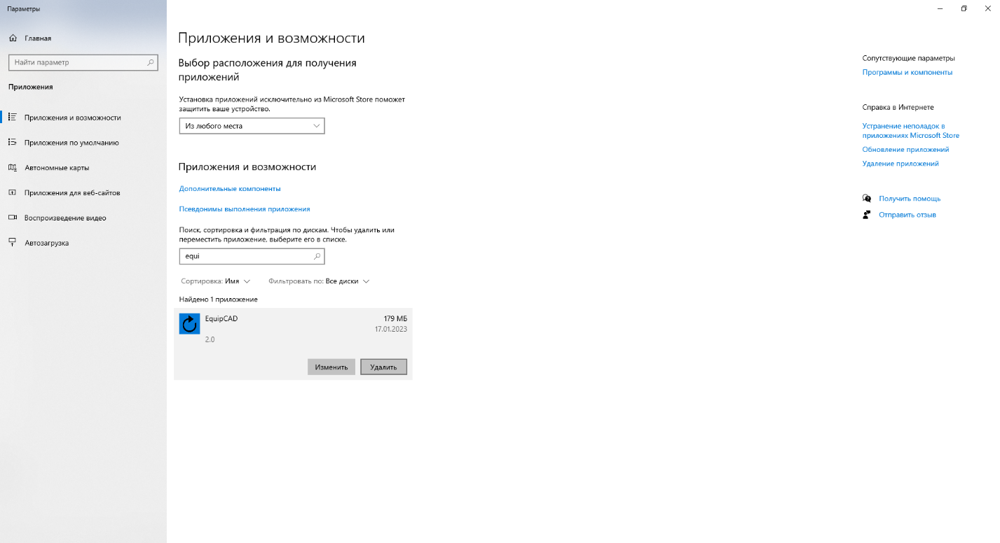 Параметры
Главная
Найти параметр
Приложения
Приложения и возможности
Приложения по умолчанию
Автономные карты
Приложения для веб-сайтов
Воспроизведение видео
Автозагрузка
Приложения и возможности
Выбор расположения для получения
приложений
Установка приложений исключительно из Microsoft Store поможет
защитить ваше устройство.
Из любого места
Приложения и возможности
Дополнительные компоненты
Псевдонимы выполнения приложения
Поиск, сортировка и фильтрация по дискам. Чтобы удалить или
переместить приложение, выберите его в списке.
equi
Сортировка: Имя Фильтровать по: Все диски
Найдено 1 приложение
EquipCAD 179 МБ
17.01.2023
2.0
Изменить Удалить
Сопутствующие параметры
Программы и компоненты
Справка в Интернете
Устранение неполадок в
приложениях Microsoft Store
Обновление приложений
Удаление приложений
Получить помощь
Отправить отзыв